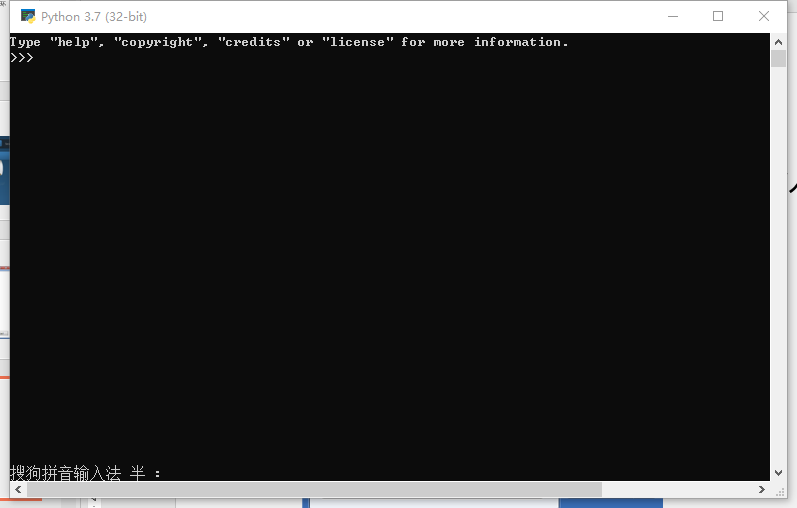 Python 3.7 (32-bit)
Type "help", "copyright", "credits" or "license" for more information.
>>>
搜狗拼音输入法 半 :